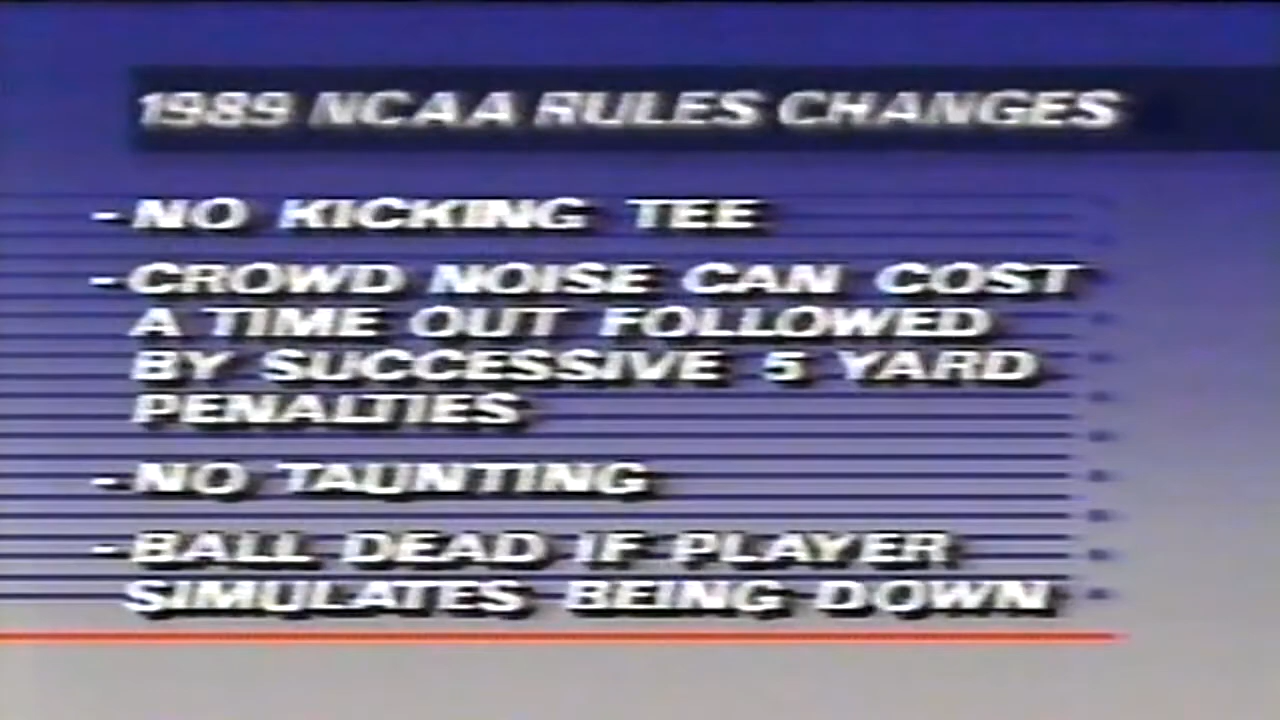 1989 NCAA RULES CHANGES
- NO KICKING TEE
- CROWD NOISE CAN COST
A TIME OUT FOLLOWED
BY SUCCESSIVE 5 YARD
PENALTIES
- NO TAUNTING
- BALL DEAD IF PLAYER
SIMULATES BEING DOWN